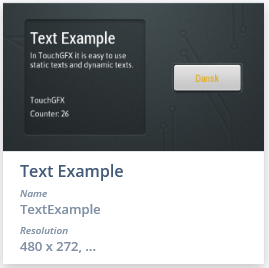 Text Example
In TouchGFX it is easy to use
static texts and dynamic texts.
TouchGFX
Counter: 26
Dansk
Text Example
Name
TextExample
Resolution
480 x 272, ...